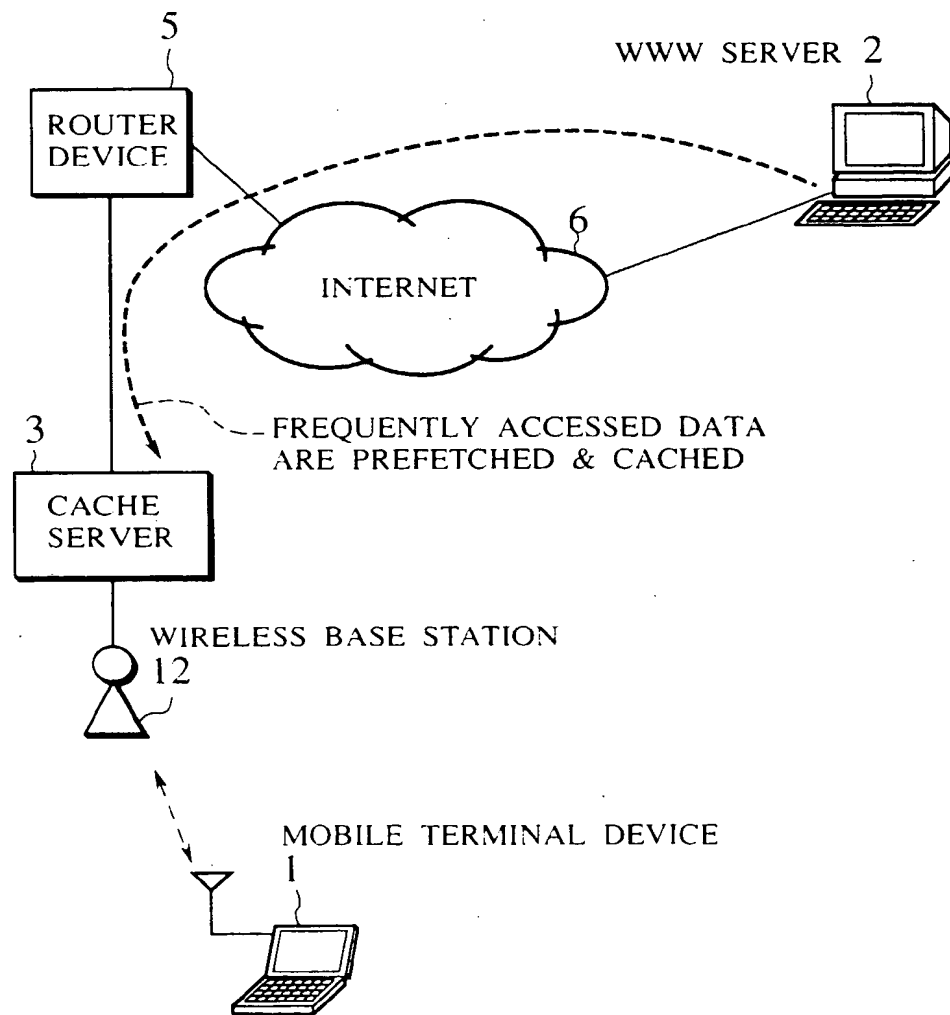 5
WWW SERVER 2
ROUTER
DEVICE
6
INTERNET
FREQUENTLY ACCESSED DATA
ARE PREFETCHED & CACHED
3
CACHE
SERVER
WIRELESS BASE STATION
12
MOBILE TERMINAL DEVICE
1